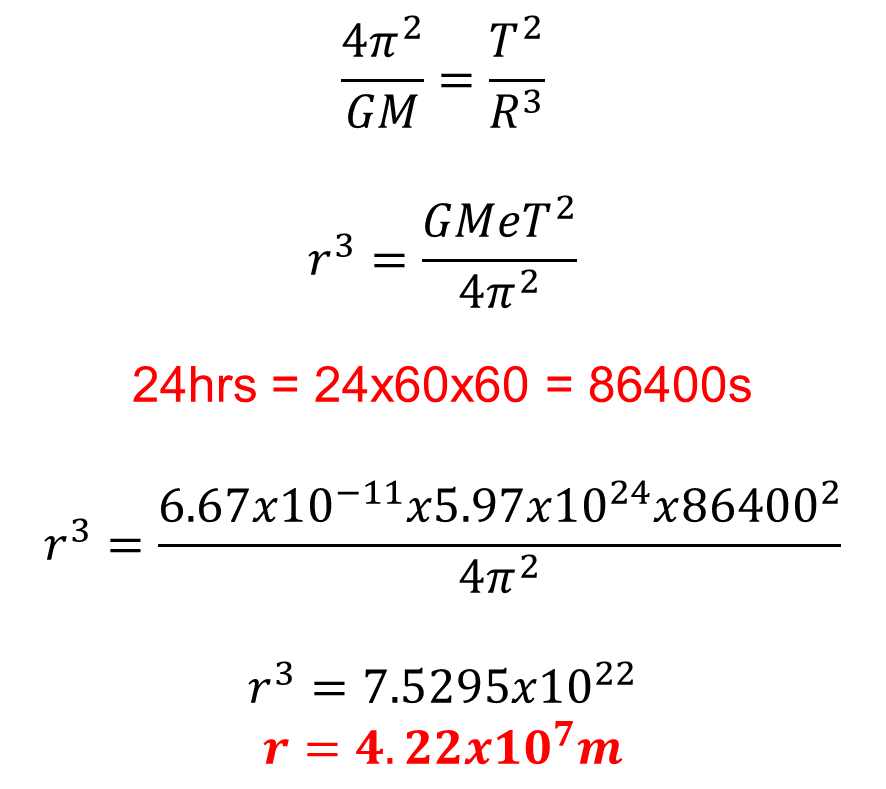 4π² / GM = T² / R³
r³ = GMeT² / 4π²
24hrs = 24x60x60 = 86400s
r³ = 6.67x10⁻¹¹x5.97x10²⁴x86400² / 4π²
r³ = 7.5295x10²²
r = 4.22x10⁷m